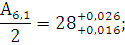 A₆,₁/2 = 28⁺⁰,⁰²⁶₊₀,₀₁₆;